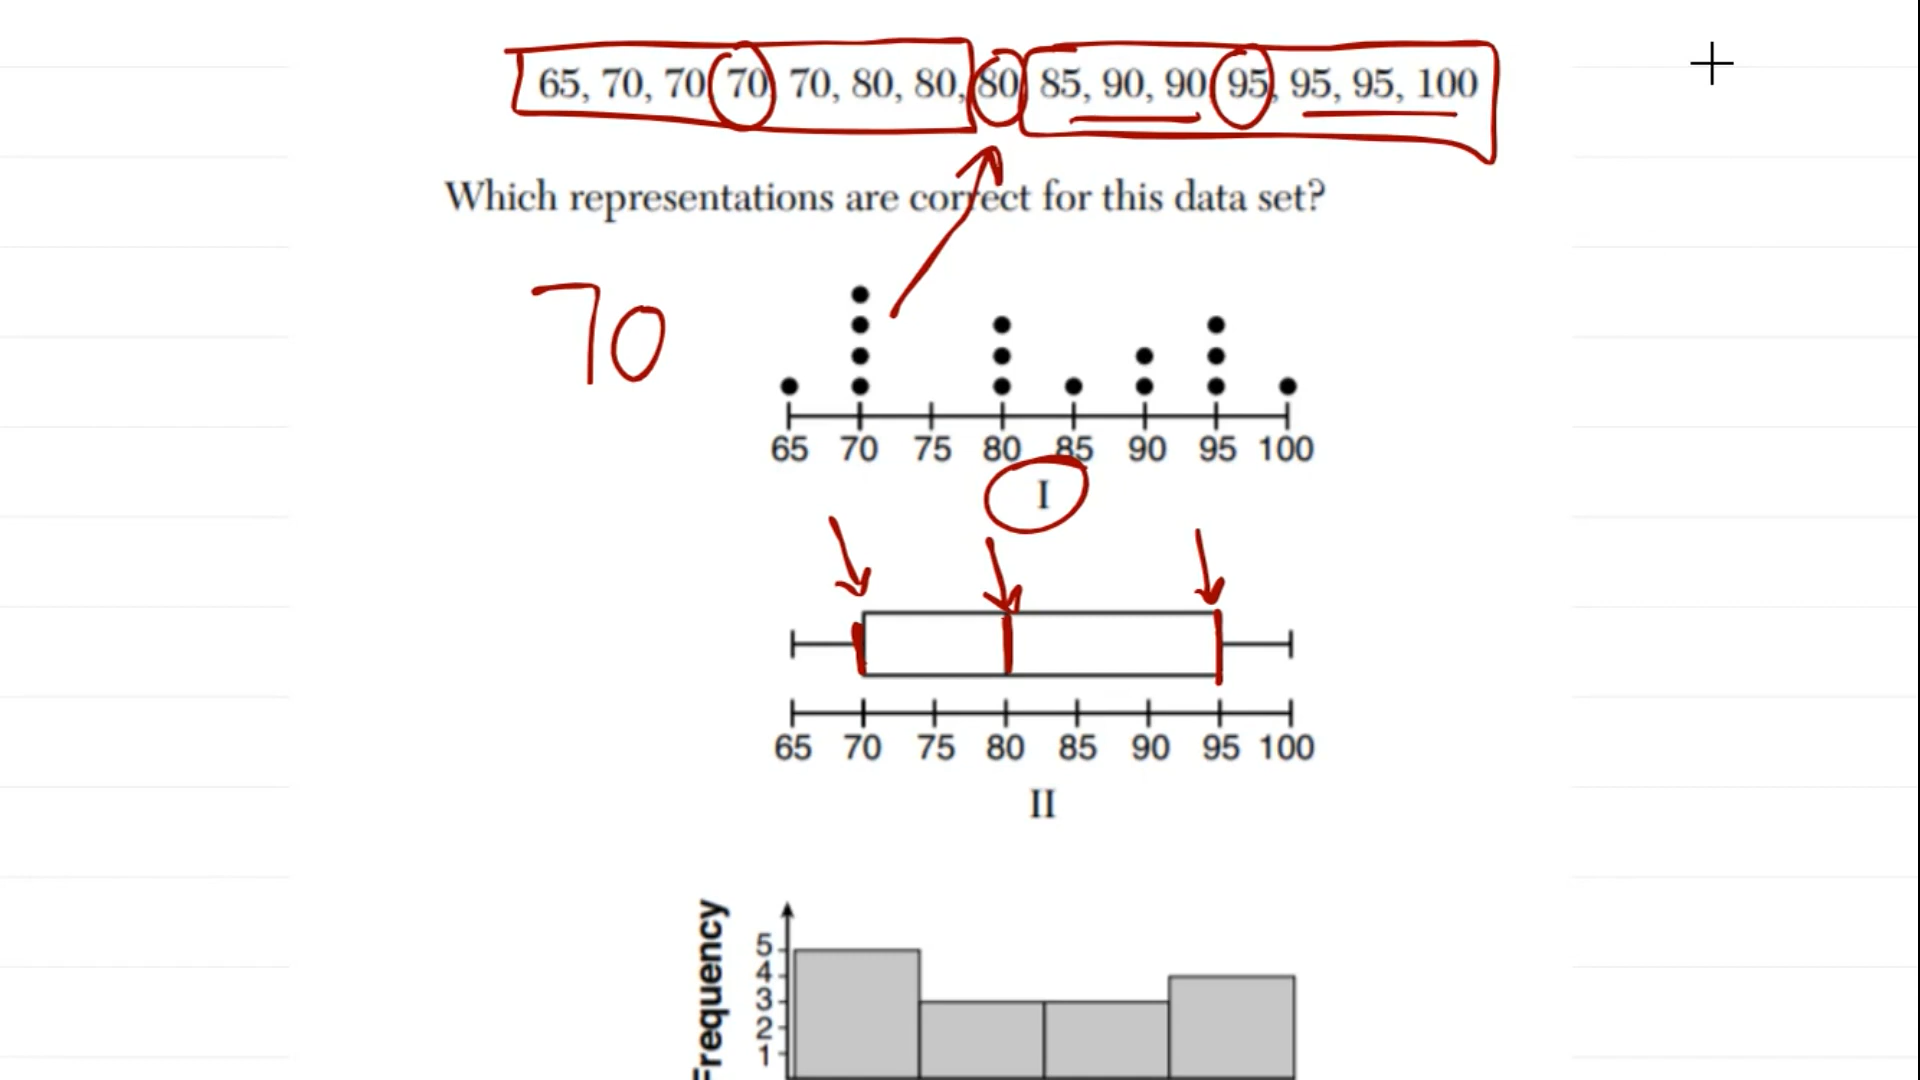 65, 70, 70, 70, 70, 80, 80, 80, 85, 90, 90, 95, 95, 95, 100
Which representations are correct for this data set?
70
65 70 75 80 85 90 95 100
I
65 70 75 80 85 90 95 100
II
Frequency
5
4
3
2
1